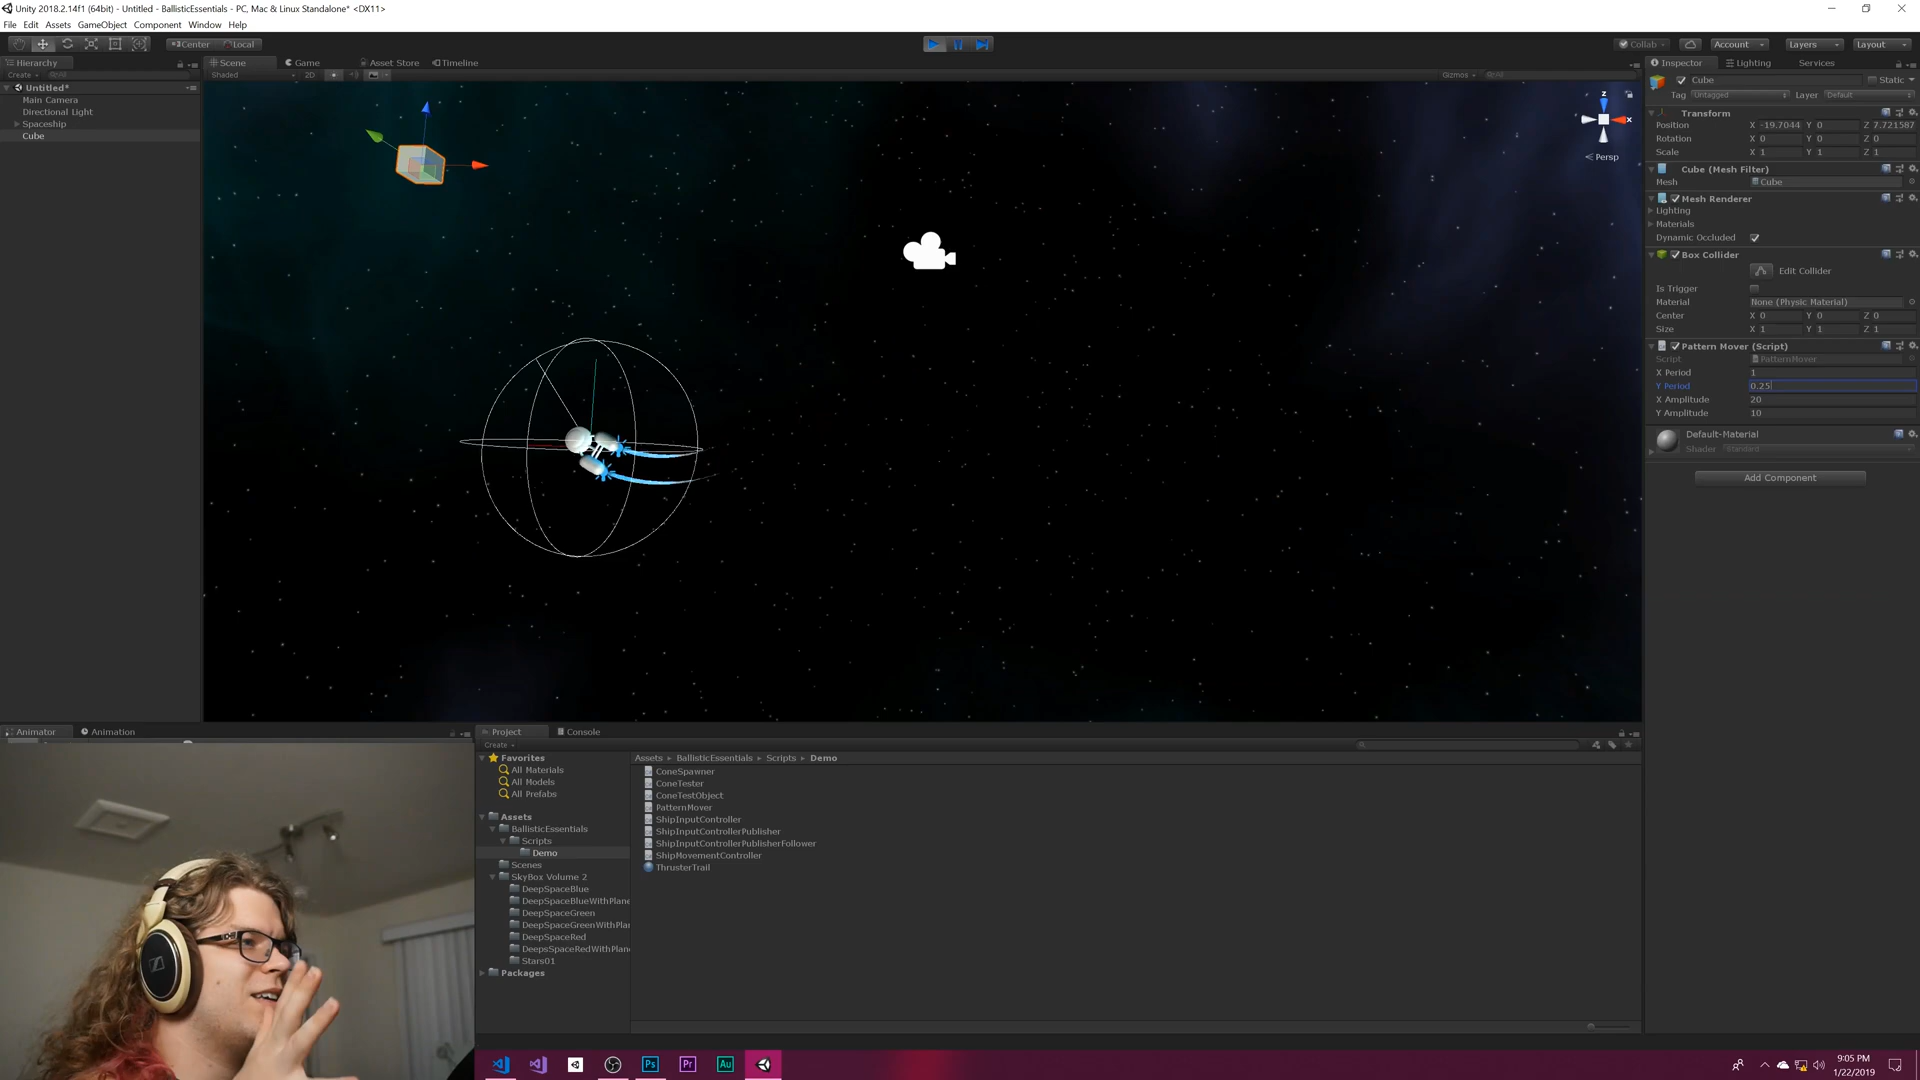 Unity 2018.2.14f1 (64bit) - Untitled - BallisticEssentials - PC, Mac & Linux Standalone* <DX11>
File Edit Assets GameObject Component Window Help
Center Local
Collab Account Layers Layout
Hierarchy
Create All
Untitled*
Main Camera
Directional Light
Spaceship
Cube
Scene Game Asset Store Timeline
Shaded 2D Gizmos All
z
x
Persp
Inspector Lighting Services
Cube Static
Tag Untagged Layer Default
Transform
Position X -19.7044 Y 0 Z 7.721587
Rotation X 0 Y 0 Z 0
Scale X 1 Y 1 Z 1
Cube (Mesh Filter)
Mesh Cube
Mesh Renderer
Lighting
Materials
Dynamic Occluded
Box Collider
Edit Collider
Is Trigger
Material None (Physic Material)
Center X 0 Y 0 Z 0
Size X 1 Y 1 Z 1
Pattern Mover (Script)
Script PatternMover
X Period 1
Y Period 0.25
X Amplitude 20
Y Amplitude 10
Default-Material
Shader Standard
Add Component
Animator Animation
Project Console
Create
Favorites
All Materials
All Models
All Prefabs
Assets
BallisticEssentials
Scripts
Demo
Scenes
SkyBox Volume 2
DeepSpaceBlue
DeepSpaceBlueWithPlane
DeepSpaceGreen
DeepSpaceGreenWithPlan
DeepSpaceRed
DeepsSpaceRedWithPlane
Stars01
Packages
Assets BallisticEssentials Scripts Demo
ConeSpawner
ConeTester
ConeTestObject
PatternMover
ShipInputController
ShipInputControllerPublisher
ShipInputControllerPublisherFollower
ShipMovementController
ThrusterTrail
Ps Pr Au
9:05 PM
1/22/2019